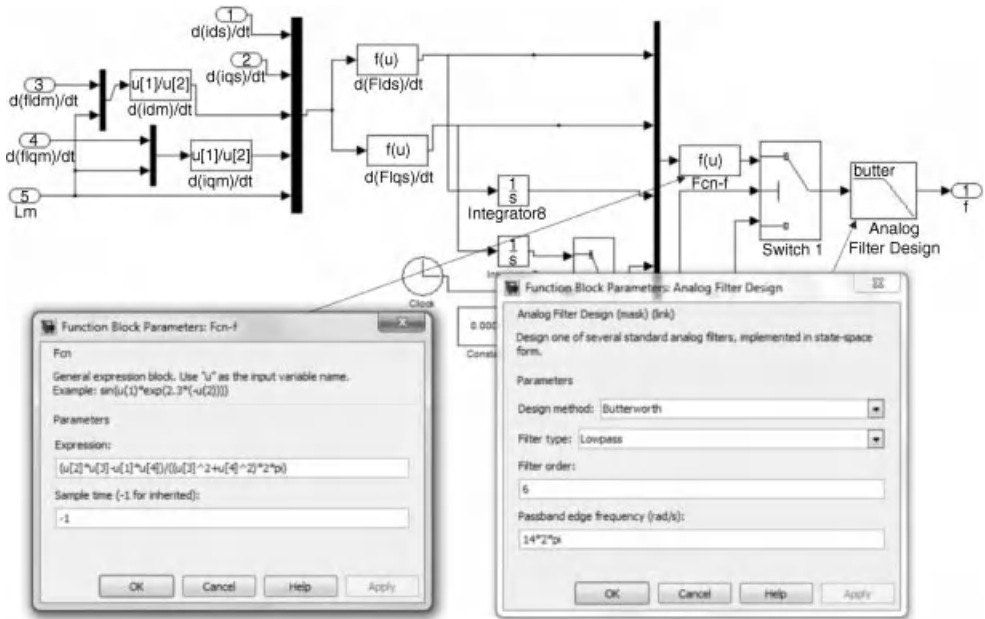 1
d(ids)/dt
2
d(iqs)/dt
3
d(fldm)/dt
4
d(flqm)/dt
5
Lm
u[1]/u[2]
d(idm)/dt
u[1]/u[2]
d(iqm)/dt
f(u)
d(Flds)/dt
f(u)
d(Flqs)/dt
1
s
Integrator8
1
s
Clock
0.000
Const
f(u)
Fcn-f
Switch 1
butter
Analog
Filter Design
1
f
Function Block Parameters: Fcn-f
Fcn
General expression block. Use "u" as the input variable name.
Example: sin(u(1)*exp(2.3*(-u(2))))
Parameters
Expression:
(u[2]*u[3]-u[1]*u[4])/((u[3]^2+u[4]^2)*2*pi)
Sample time (-1 for inherited):
-1
OK
Cancel
Help
Apply
Function Block Parameters: Analog Filter Design
Analog Filter Design (mask) (link)
Design one of several standard analog filters, implemented in state-space
form.
Parameters
Design method:
Butterworth
Filter type:
Lowpass
Filter order:
6
Passband edge frequency (rad/s):
14*2*pi
OK
Cancel
Help
Apply